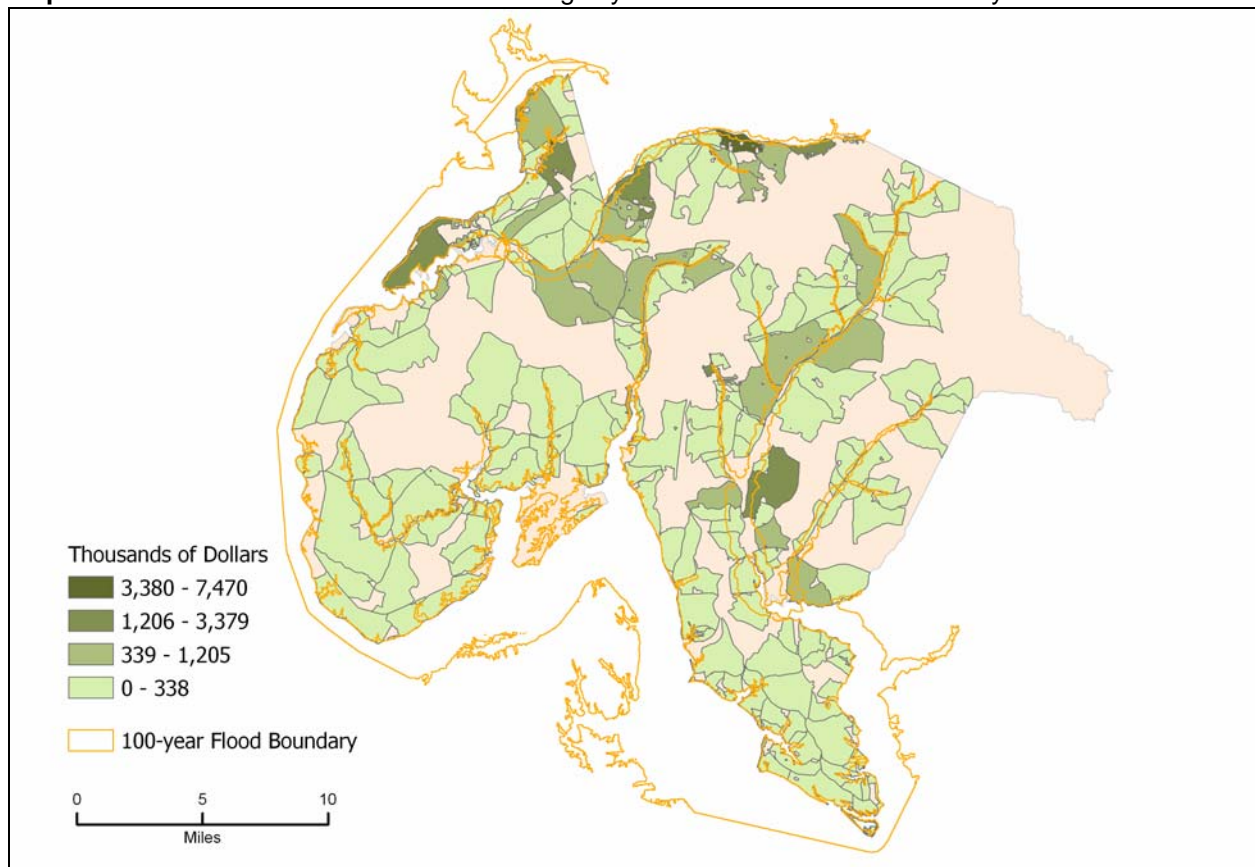 Thousands of Dollars
3,380 - 7,470
1,206 - 3,379
339 - 1,205
0 - 338
100-year Flood Boundary
0 5 10
Miles